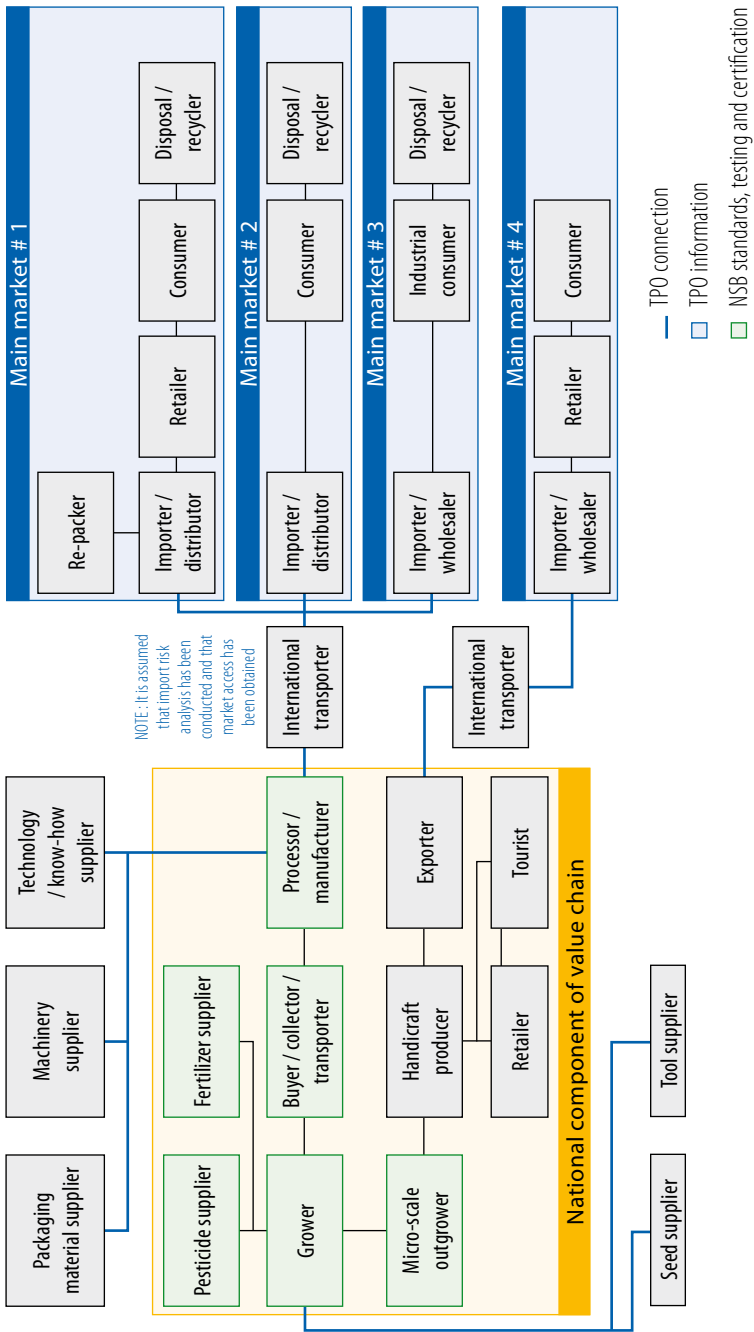 Packaging
material supplier
Machinery
supplier
Technology
/ know-how
supplier
Pesticide supplier
Fertilizer supplier
Grower
Buyer / collector /
transporter
Processor /
manufacturer
Micro-scale
outgrower
Handicraft
producer
Exporter
Retailer
Tourist
National component of value chain
Seed supplier
Tool supplier
NOTE : It is assumed
that import risk
analysis has been
conducted and that
market access has
been obtained
International
transporter
International
transporter
Main market # 1
Re-packer
Importer /
distributor
Retailer
Consumer
Disposal /
recycler
Main market # 2
Importer /
distributor
Consumer
Disposal /
recycler
Main market # 3
Importer /
wholesaler
Industrial
consumer
Disposal /
recycler
Main market # 4
Importer /
wholesaler
Retailer
Consumer
TPO connection
TPO information
NSB standards, testing and certification